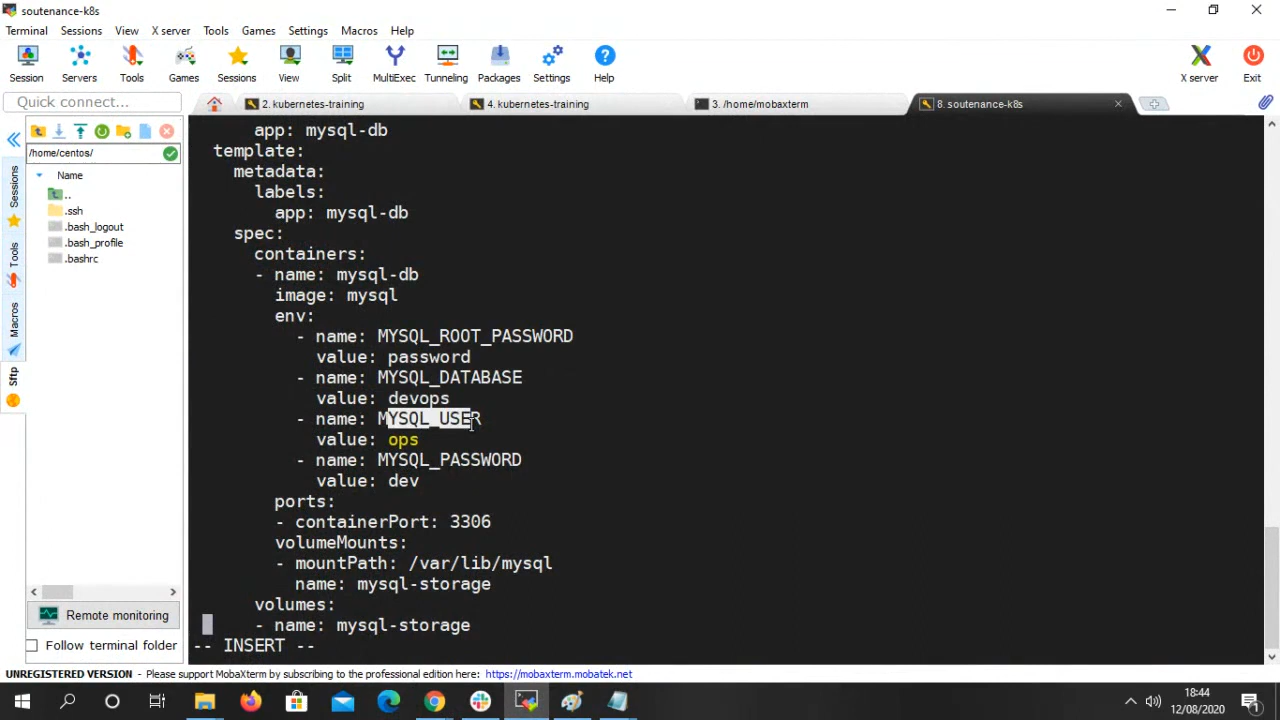 soutenance-k8s
Terminal Sessions View X server Tools Games Settings Macros Help
Session Servers Tools Games Sessions View Split MultiExec Tunneling Packages Settings Help X server Exit
Quick connect...
2. kubernetes-training 4. kubernetes-training 3. /home/mobaxterm 8. soutenance-k8s
/home/centos/
Name
..
.ssh
.bash_logout
.bash_profile
.bashrc
Sessions
Tools
Macros
Sftp
Remote monitoring
Follow terminal folder
app: mysql-db
template:
metadata:
labels:
app: mysql-db
spec:
containers:
- name: mysql-db
image: mysql
env:
- name: MYSQL_ROOT_PASSWORD
value: password
- name: MYSQL_DATABASE
value: devops
- name: MYSQL_USER
value: ops
- name: MYSQL_PASSWORD
value: dev
ports:
- containerPort: 3306
volumeMounts:
- mountPath: /var/lib/mysql
name: mysql-storage
volumes:
- name: mysql-storage
-- INSERT --
UNREGISTERED VERSION - Please support MobaXterm by subscribing to the professional edition here: https://mobaxterm.mobatek.net
18:44
12/08/2020
1